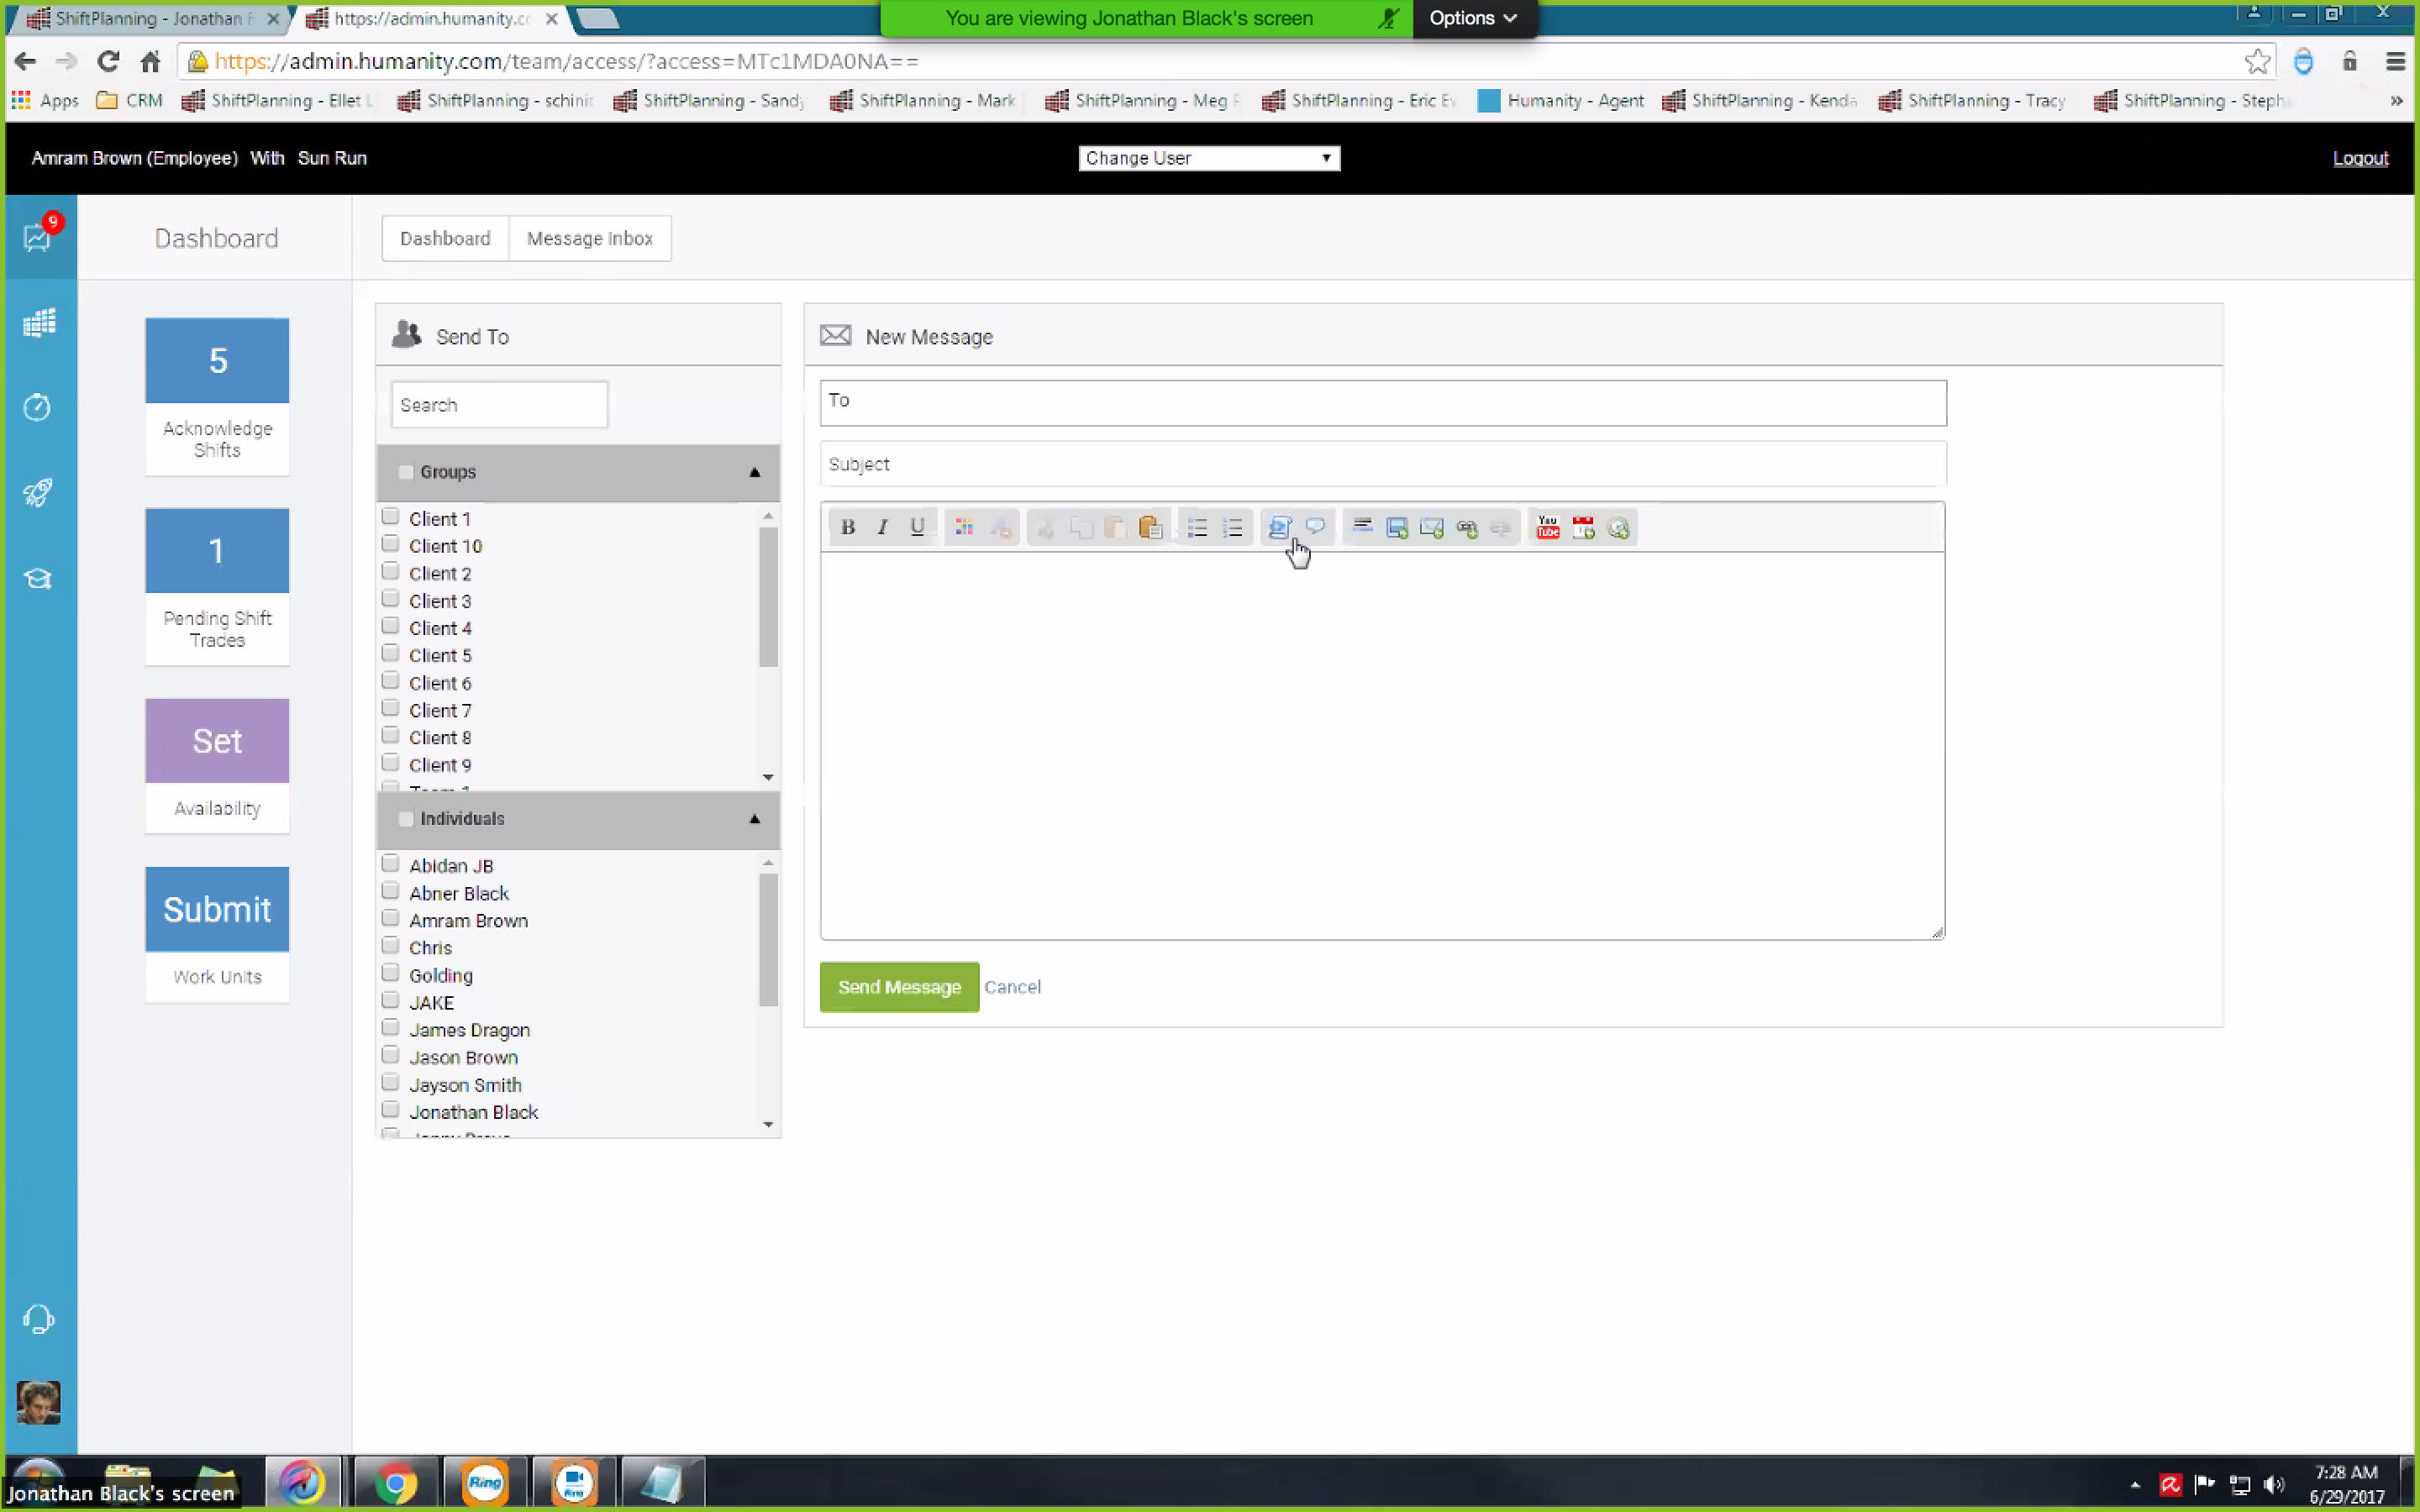 ShiftPlanning - Jonathan
https://admin.humanity.co
You are viewing Jonathan Black's screen
Options
https://admin.humanity.com/team/access/?access=MTc1MDA0NA==
Apps
CRM
ShiftPlanning - Ellet
ShiftPlanning - schinit
ShiftPlanning - Sandy
ShiftPlanning - Mark
ShiftPlanning - Meg
ShiftPlanning - Eric
Humanity - Agent
ShiftPlanning - Kenda
ShiftPlanning - Tracy
ShiftPlanning - Steph
»
Amram Brown (Employee) With Sun Run
Change User
Logout
9
Dashboard
Dashboard
Message Inbox
5
Acknowledge
Shifts
1
Pending Shift
Trades
Set
Availability
Submit
Work Units
Send To
Search
Groups
Client 1
Client 10
Client 2
Client 3
Client 4
Client 5
Client 6
Client 7
Client 8
Client 9
Individuals
Abidan JB
Abner Black
Amram Brown
Chris
Golding
JAKE
James Dragon
Jason Brown
Jayson Smith
Jonathan Black
New Message
To
Subject
B I U
You
Tube
Send Message
Cancel
Ring
Jonathan Black's screen
7:28 AM
6/29/2017